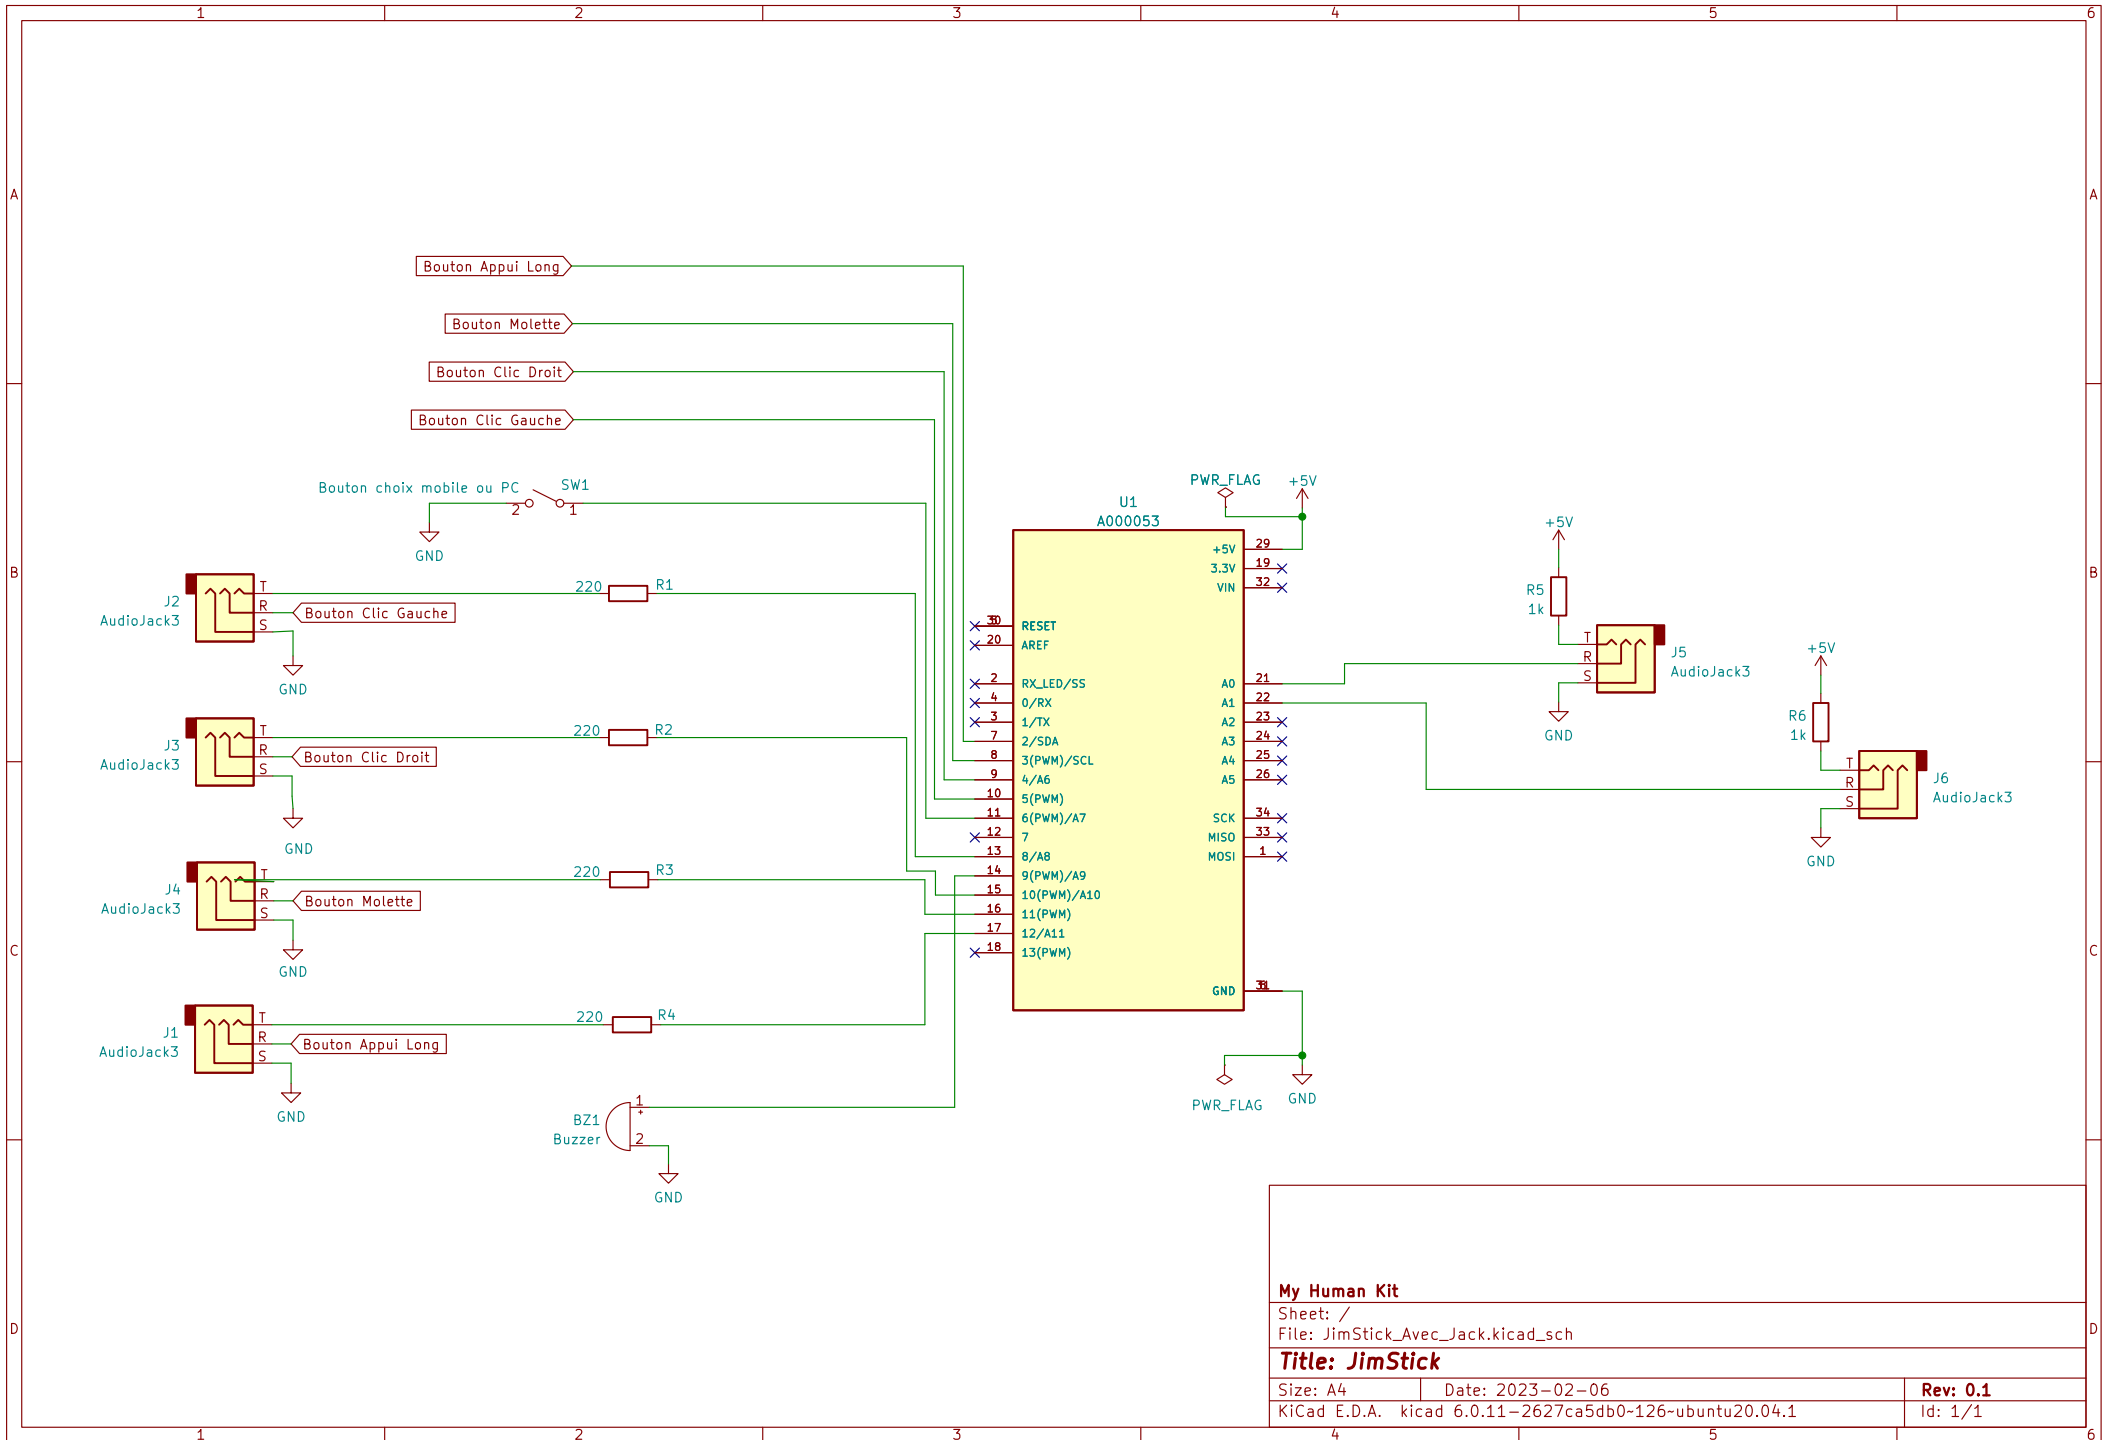 1 2 3 4 5 6
A A
B B
C C
D D
Bouton Appui Long
Bouton Molette
Bouton Clic Droit
Bouton Clic Gauche
Bouton choix mobile ou PC
SW1
2 1
GND
J2
AudioJack3
T
R
S
Bouton Clic Gauche
GND
220 R1
J3
AudioJack3
T
R
S
Bouton Clic Droit
GND
220 R2
J4
AudioJack3
T
R
S
Bouton Molette
GND
220 R3
J1
AudioJack3
T
R
S
Bouton Appui Long
GND
220 R4
BZ1
Buzzer
1
+
2
GND
U1
A000053
PWR_FLAG
+5V
+5V 29
3.3V 19
VIN 32
RESET
20 AREF
2 RX_LED/SS
4 0/RX
3 1/TX
7 2/SDA
8 3(PWM)/SCL
9 4/A6
10 5(PWM)
11 6(PWM)/A7
12 7
13 8/A8
14 9(PWM)/A9
15 10(PWM)/A10
16 11(PWM)
17 12/A11
18 13(PWM)
A0 21
A1 22
A2 23
A3 24
A4 25
A5 26
SCK 34
MISO 33
MOSI 1
GND
PWR_FLAG
GND
+5V
R5
1k
T
R
S
J5
AudioJack3
GND
+5V
R6
1k
T
R
S
J6
AudioJack3
GND
My Human Kit
Sheet: /
File: JimStick_Avec_Jack.kicad_sch
Title: JimStick
Size: A4 Date: 2023-02-06 Rev: 0.1
KiCad E.D.A. kicad 6.0.11-2627ca5db0~126~ubuntu20.04.1 Id: 1/1
1 2 3 4 5 6